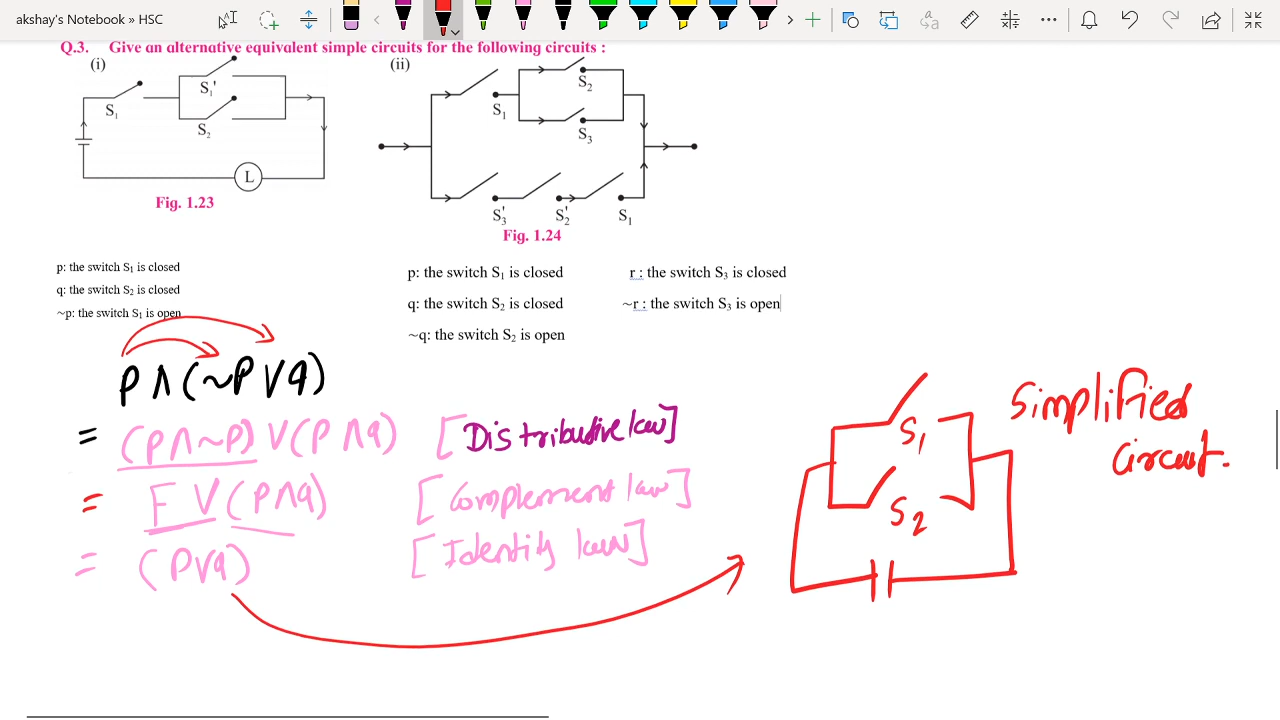 akshay's Notebook » HSC
Q.3. Give an alternative equivalent simple circuits for the following circuits :
(i)
S₁
S₁'
S₂
L
Fig. 1.23
(ii)
S₁
S₂
S₃
S₃'
S₂'
S₁
Fig. 1.24
p: the switch S₁ is closed
q: the switch S₂ is closed
~p: the switch S₁ is open
p: the switch S₁ is closed
q: the switch S₂ is closed
~q: the switch S₂ is open
r : the switch S₃ is closed
~r : the switch S₃ is open
P ∧ (~P ∨ q)
= (P ∧ ~P) ∨ (P ∧ q) [Distributive law]
= F ∨ (P ∧ q) [Complement law]
= (P ∨ q) [Identity law]
S₁
S₂
Simplified
circuit.